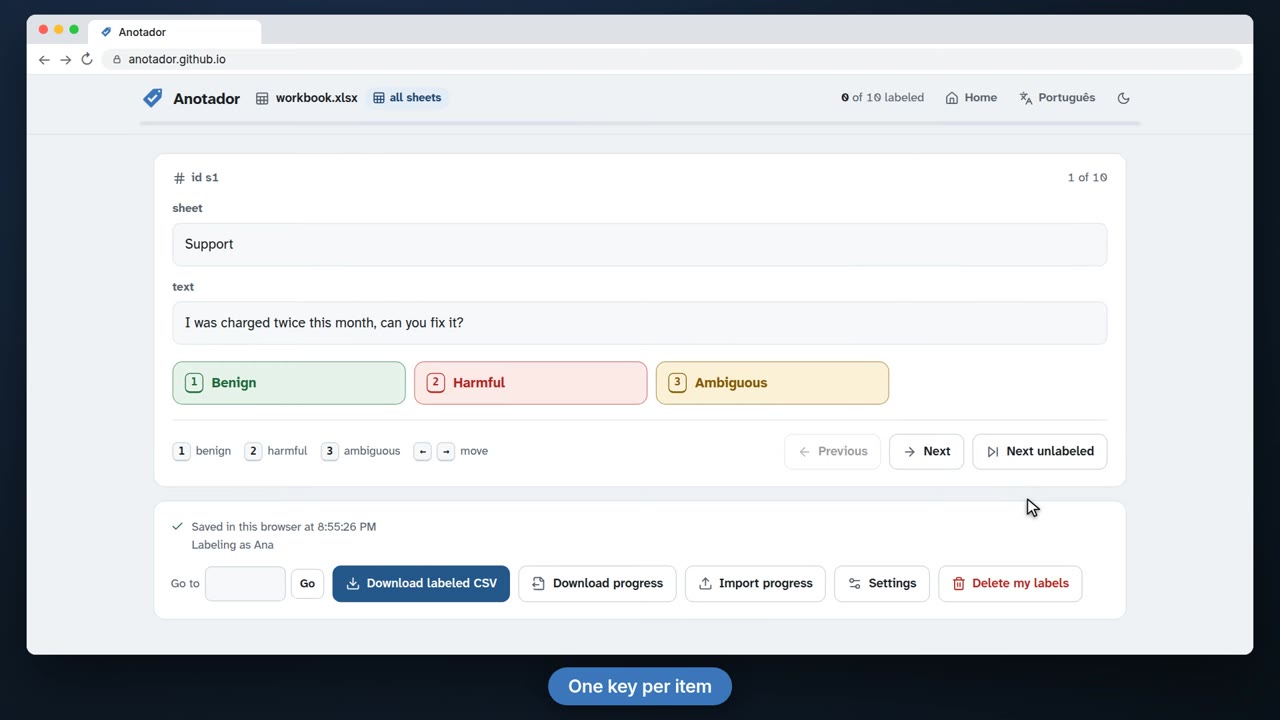 Anotador
anotador.github.io
Anotador workbook.xlsx all sheets 0 of 10 labeled Home Português
# id s1 1 of 10
sheet
Support
text
I was charged twice this month, can you fix it?
1 Benign 2 Harmful 3 Ambiguous
1 benign 2 harmful 3 ambiguous ← → move ← Previous → Next Next unlabeled
Saved in this browser at 8:55:26 PM
Labeling as Ana
Go to Go Download labeled CSV Download progress Import progress Settings Delete my labels
One key per item